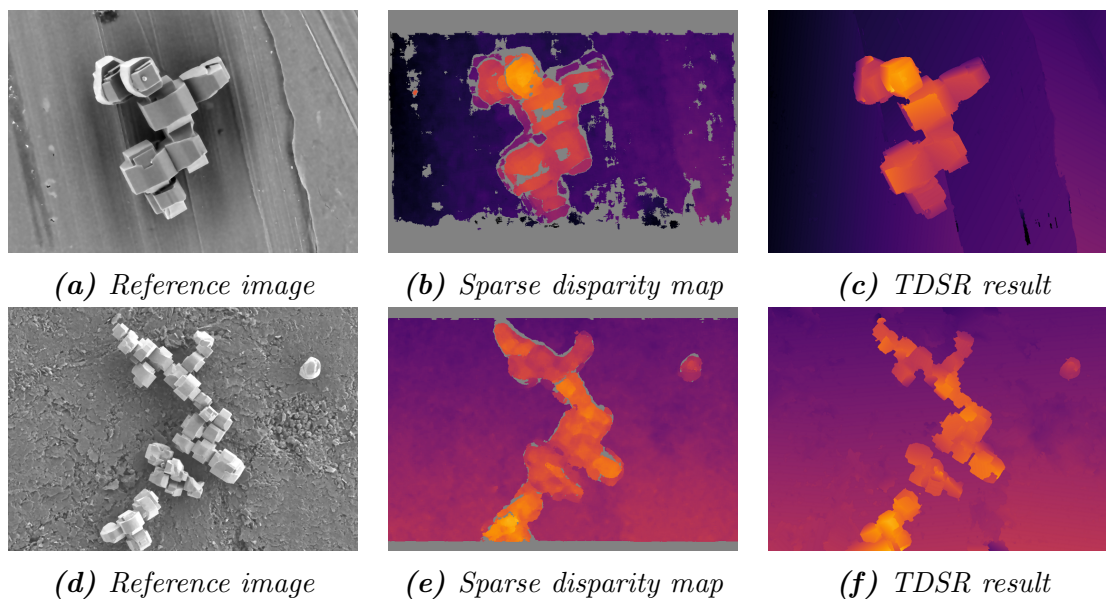 (a) Reference image
(b) Sparse disparity map
(c) TDSR result
(d) Reference image
(e) Sparse disparity map
(f) TDSR result